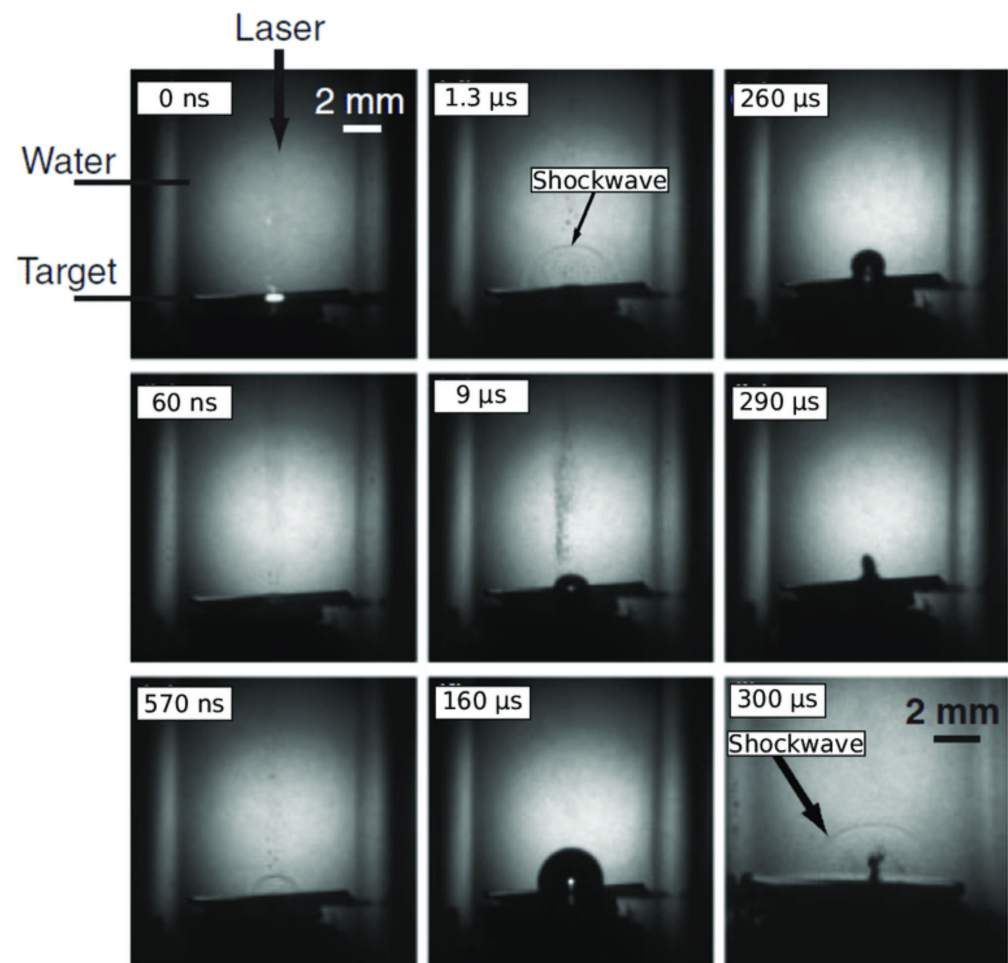 Laser
0 ns
2 mm
1.3 μs
260 μs
Water
Shockwave
Target
60 ns
9 μs
290 μs
570 ns
160 μs
300 μs
2 mm
Shockwave